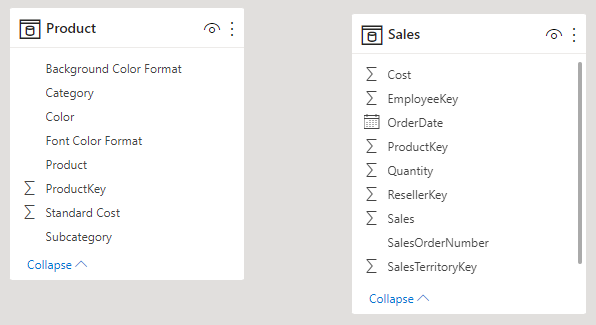 Product
Background Color Format
Category
Color
Font Color Format
Product
ProductKey
Standard Cost
Subcategory
Collapse
Sales
Cost
EmployeeKey
OrderDate
ProductKey
Quantity
ResellerKey
Sales
SalesOrderNumber
SalesTerritoryKey
Collapse